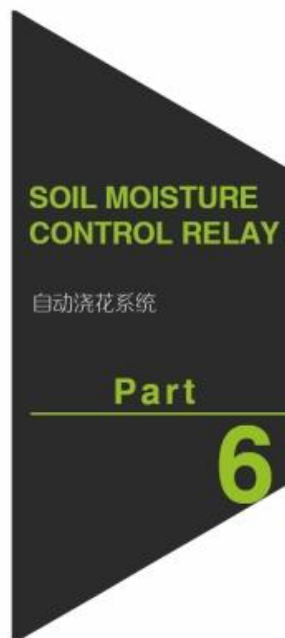 SOIL MOISTURE
CONTROL RELAY
自动浇花系统
Part
6